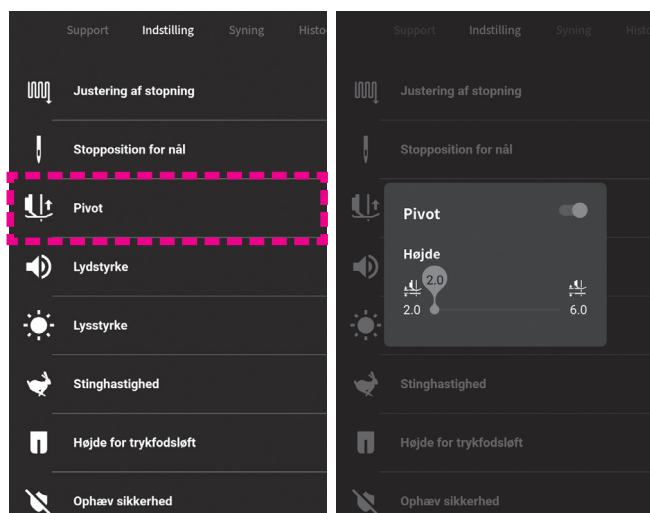 Support Indstilling Syning Histo
Justering af stopning
Stopposition for nål
Pivot
Lydstyrke
Lysstyrke
Stinghastighed
Højde for trykfodsløft
Ophæv sikkerhed
Support Indstilling Syning Hist
Justering af stopning
Stopposition for nål
Pivot
Højde
2.0
2.0 6.0
Stinghastighed
Højde for trykfodsløft
Ophæv sikkerhed